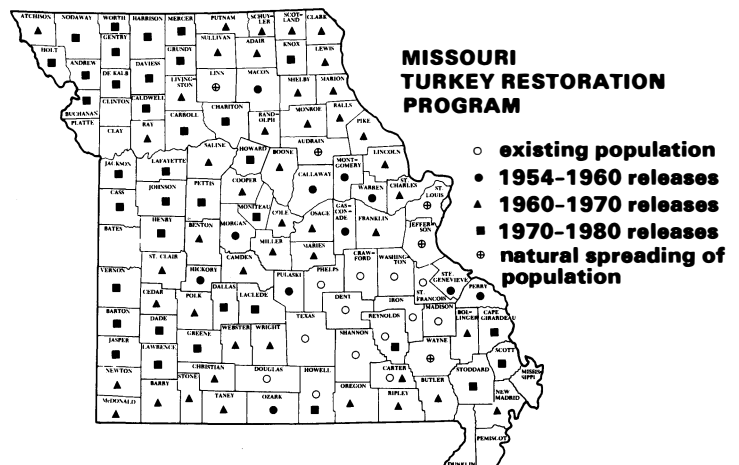 MISSOURI
TURKEY RESTORATION
PROGRAM
existing population
1954-1960 releases
1960-1970 releases
1970-1980 releases
natural spreading of
population
ATCHISON NODAWAY WORTH HARRISON MERCER PUTNAM SCHUY-
LER SCOT-
LAND CLARK
GENTRY SULLIVAN ADAIR KNOX LEWIS
HOLT ANDREW DE KALB DAVIESS GRUNDY LINN MACON SHELBY MARION
LIVING-
STON
BUCHANAN CLINTON CALDWELL CHARITON MONROE RALLS
PLATTE CLAY RAY CARROLL RAND-
OLPH PIKE
AUDRAIN
SALINE HOWARD BOONE LINCOLN
JACKSON LAFAYETTE CALLAWAY MONT-
GOMERY
COOPER WARREN ST.
CHARLES ST.
LOUIS
CASS JOHNSON PETTIS MONITEAU COLE OSAGE GAS-
CON-
ADE FRANKLIN JEFFER-
SON
BATES HENRY BENTON MORGAN MILLER MARIES
ST. CLAIR CAMDEN CRAW-
FORD WASHINGTON
VERNON HICKORY PULASKI PHELPS STE.
GENEVIEVE
ST
FRANCOIS PERRY
CEDAR POLK DALLAS LACLEDE DENT IRON MADISON
BARTON TEXAS REYNOLDS BOL-
LINGER CAPE
GIRARDEAU
DADE GREENE WEBSTER WRIGHT SHANNON WAYNE
JASPER LAWRENCE SCOTT
CHRISTIAN DOUGLAS HOWELL CARTER STODDARD MISSIS-
SIPPI
NEWTON STONE OREGON BUTLER
McDONALD BARRY TANEY OZARK RIPLEY NEW
MADRID
PEMISCOT
DUNKLIN